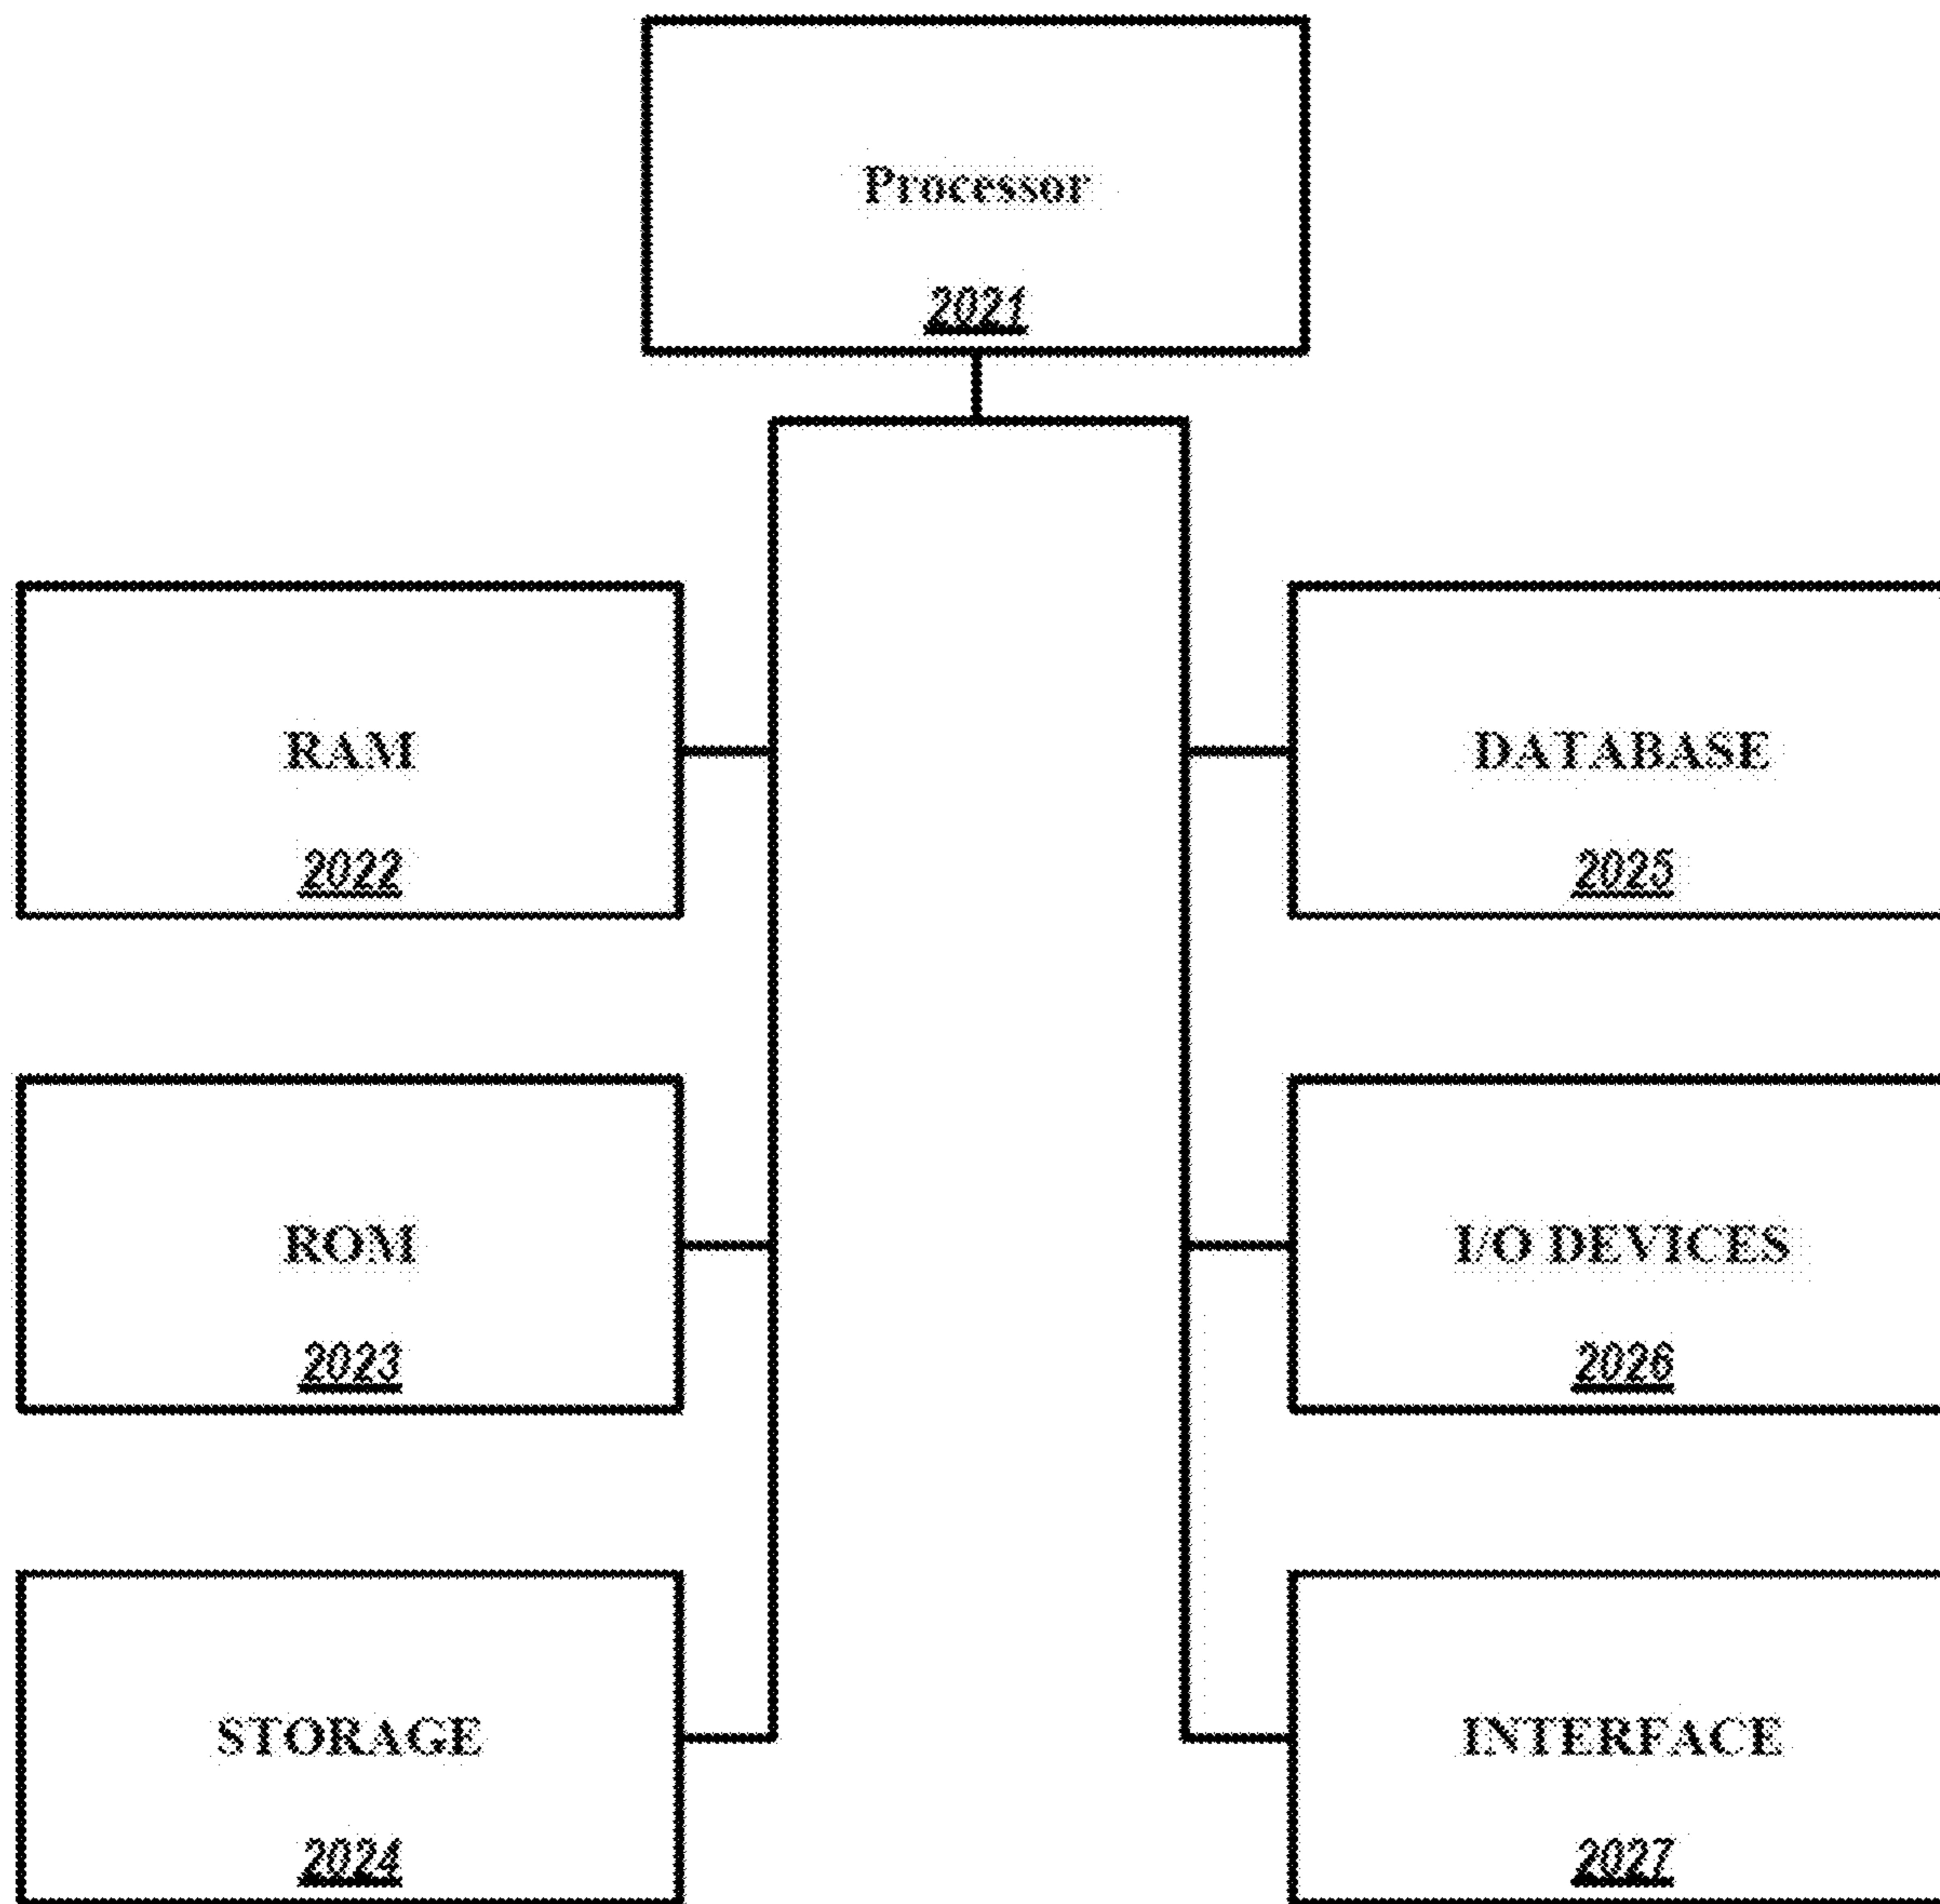 Processor
2021
RAM
2022
DATABASE
2025
ROM
2023
I/O DEVICES
2026
STORAGE
2024
INTERFACE
2027